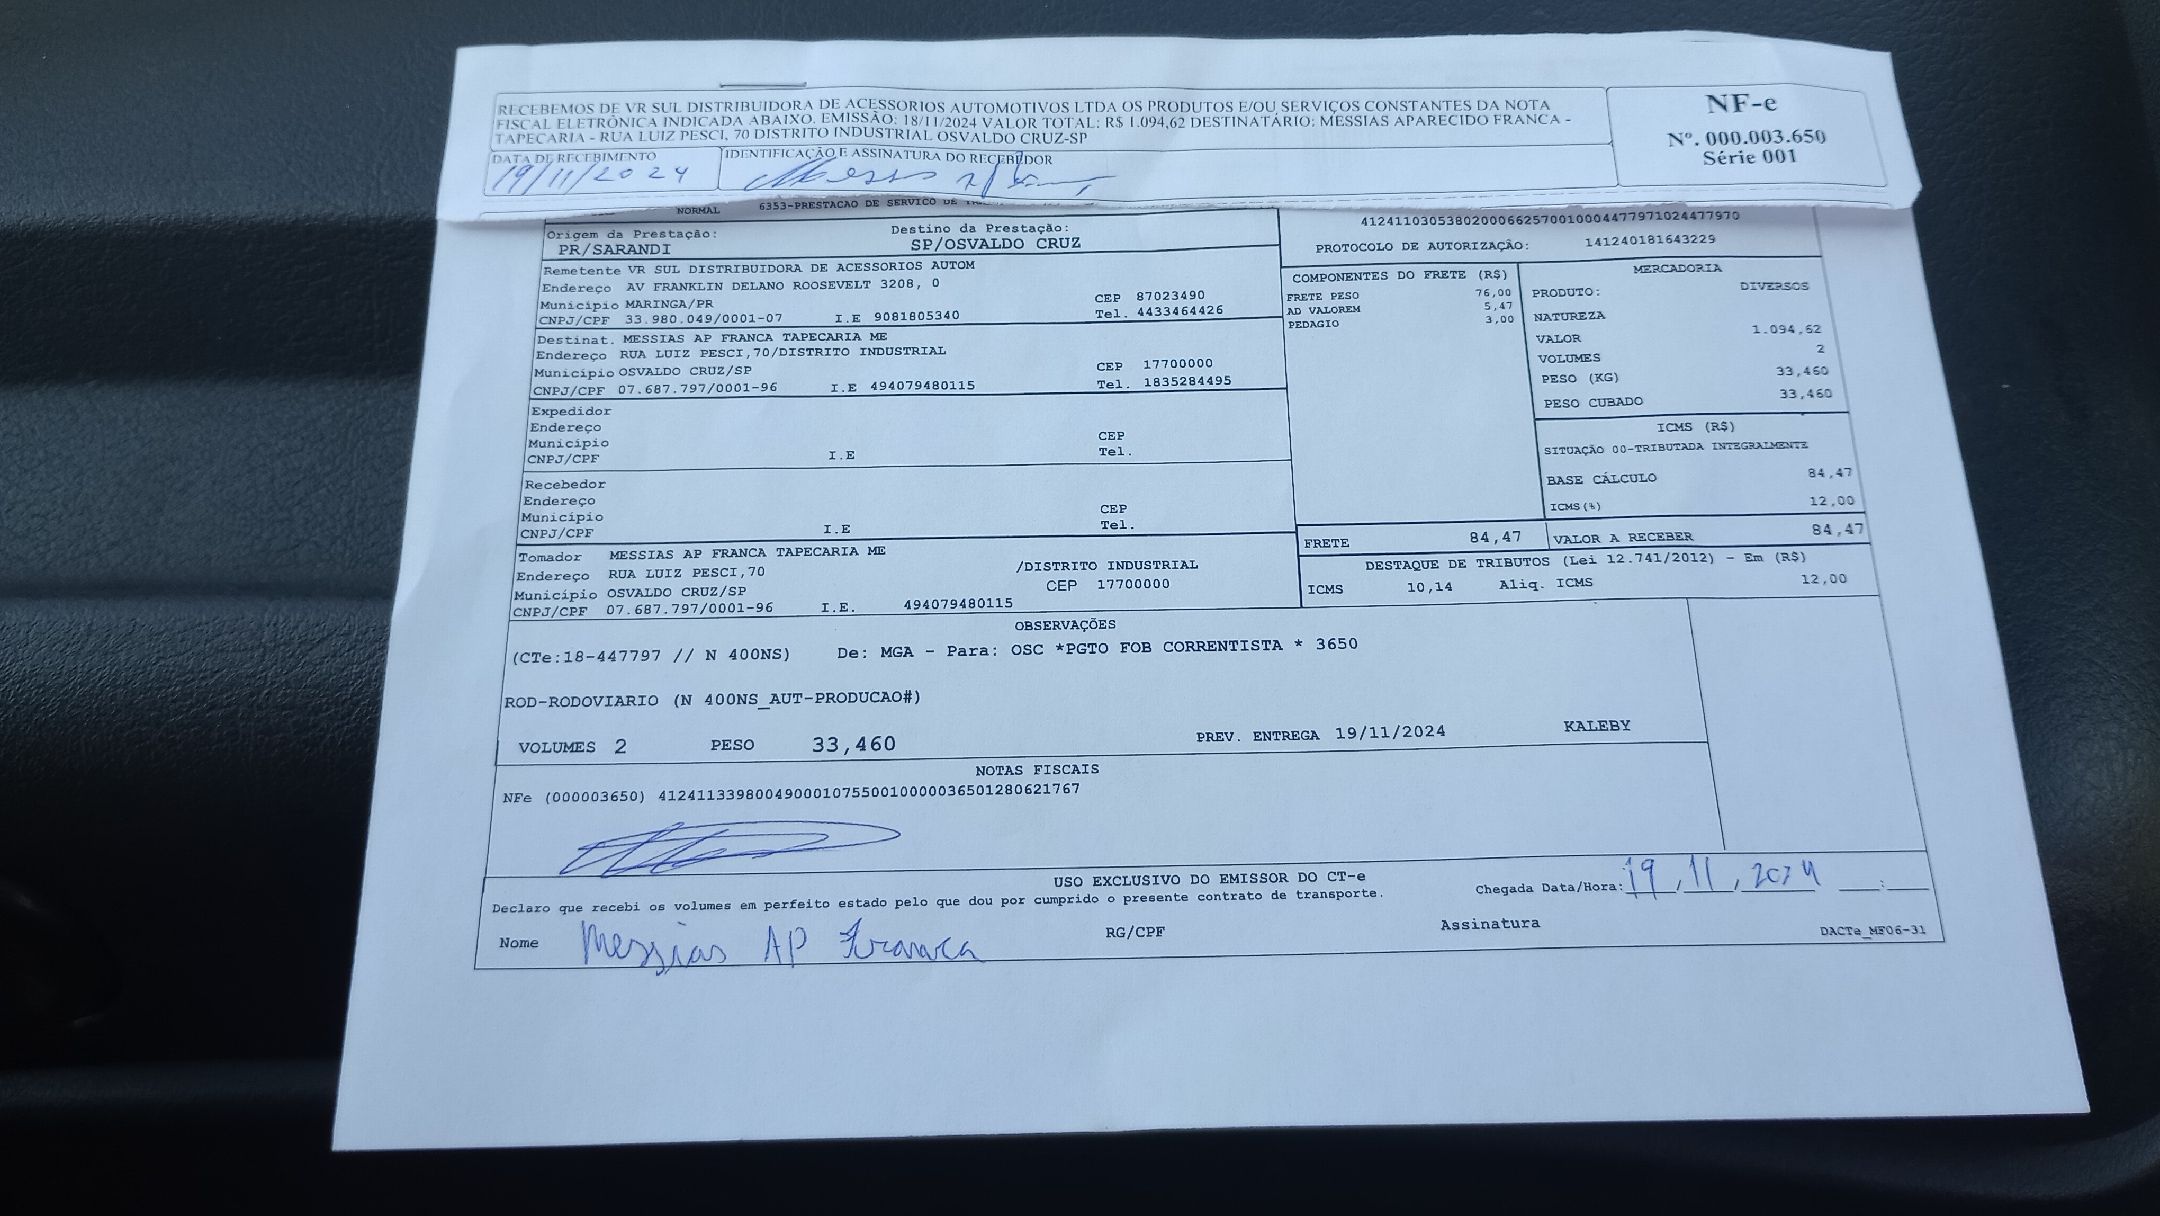 RECEBEMOS DE VR SUL DISTRIBUIDORA DE ACESSORIOS AUTOMOTIVOS LTDA OS PRODUTOS E/OU SERVIÇOS CONSTANTES DA NOTA
FISCAL ELETRÔNICA INDICADA ABAIXO. EMISSÃO: 18/11/2024 VALOR TOTAL: R$ 1.094,62 DESTINATÁRIO: MESSIAS APARECIDO FRANCA -
TAPECARIA - RUA LUIZ PESCI, 70 DISTRITO INDUSTRIAL OSVALDO CRUZ-SP
NF-e
Nº. 000.003.650
Série 001
DATA DE RECEBIMENTO
19/11/2024
IDENTIFICAÇÃO E ASSINATURA DO RECEBEDOR
NORMAL 6353-PRESTACAO DE SERVICO DE
41241103053802000662570010004477971024477970
PROTOCOLO DE AUTORIZAÇÃO: 141240181643229
Origem da Prestação: Destino da Prestação:
PR/SARANDI SP/OSVALDO CRUZ
Remetente VR SUL DISTRIBUIDORA DE ACESSORIOS AUTOM
Endereço AV FRANKLIN DELANO ROOSEVELT 3208, 0
Município MARINGA/PR CEP 87023490
CNPJ/CPF 33.980.049/0001-07 I.E 9081805340 Tel. 4433464426
Destinat. MESSIAS AP FRANCA TAPECARIA ME
Endereço RUA LUIZ PESCI,70/DISTRITO INDUSTRIAL
Município OSVALDO CRUZ/SP CEP 17700000
CNPJ/CPF 07.687.797/0001-96 I.E 494079480115 Tel. 1835284495
Expedidor
Endereço
Município CEP
CNPJ/CPF I.E Tel.
Recebedor
Endereço
Município CEP
CNPJ/CPF I.E Tel.
Tomador MESSIAS AP FRANCA TAPECARIA ME
Endereço RUA LUIZ PESCI,70 /DISTRITO INDUSTRIAL
Município OSVALDO CRUZ/SP CEP 17700000
CNPJ/CPF 07.687.797/0001-96 I.E. 494079480115
COMPONENTES DO FRETE (R$)
FRETE PESO 76,00
AD VALOREM 5,47
PEDAGIO 3,00
MERCADORIA
PRODUTO: DIVERSOS
NATUREZA
VALOR 1.094,62
VOLUMES 2
PESO (KG) 33,460
PESO CUBADO 33,460
ICMS (R$)
SITUAÇÃO 00-TRIBUTADA INTEGRALMENTE
BASE CÁLCULO 84,47
ICMS(%) 12,00
FRETE 84,47 VALOR A RECEBER 84,47
DESTAQUE DE TRIBUTOS (Lei 12.741/2012) - Em (R$)
ICMS 10,14 Aliq. ICMS 12,00
OBSERVAÇÕES
(CTe:18-447797 // N 400NS) De: MGA - Para: OSC *PGTO FOB CORRENTISTA * 3650
ROD-RODOVIARIO (N 400NS_AUT-PRODUCAO#)
VOLUMES 2 PESO 33,460 PREV. ENTREGA 19/11/2024 KALEBY
NOTAS FISCAIS
NFe (000003650) 41241133980049000107550010000036501280621767
USO EXCLUSIVO DO EMISSOR DO CT-e
Declaro que recebi os volumes em perfeito estado pelo que dou por cumprido o presente contrato de transporte.
Chegada Data/Hora: 19/11/2024 ___:___
Nome Messias AP Franca RG/CPF Assinatura
DACTe_MF06-31